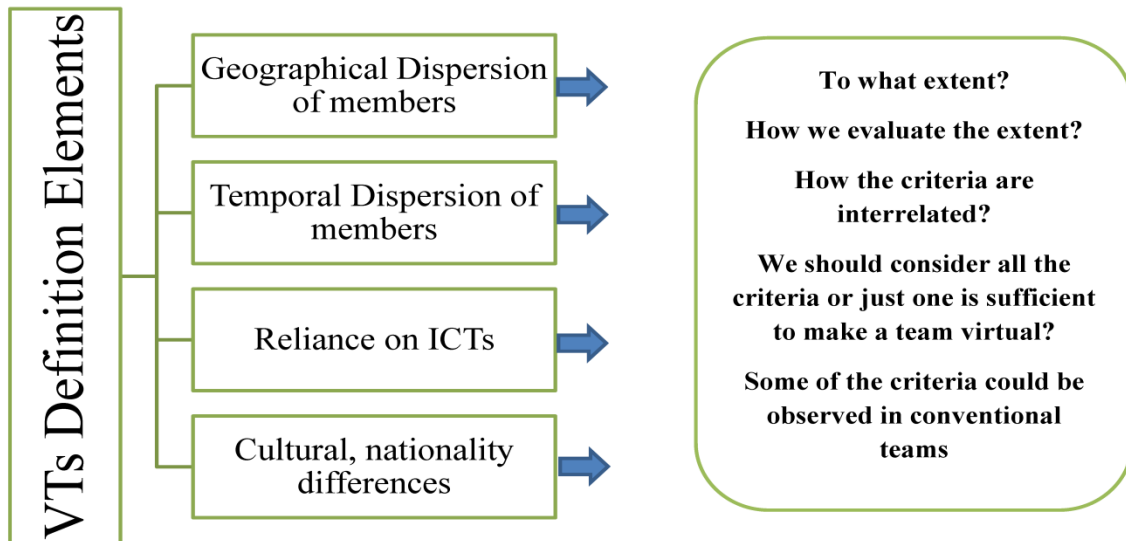 VTs Definition Elements
Geographical Dispersion
of members
Temporal Dispersion of
members
Reliance on ICTs
Cultural, nationality
differences
To what extent?
How we evaluate the extent?
How the criteria are
interrelated?
We should consider all the
criteria or just one is sufficient
to make a team virtual?
Some of the criteria could be
observed in conventional
teams